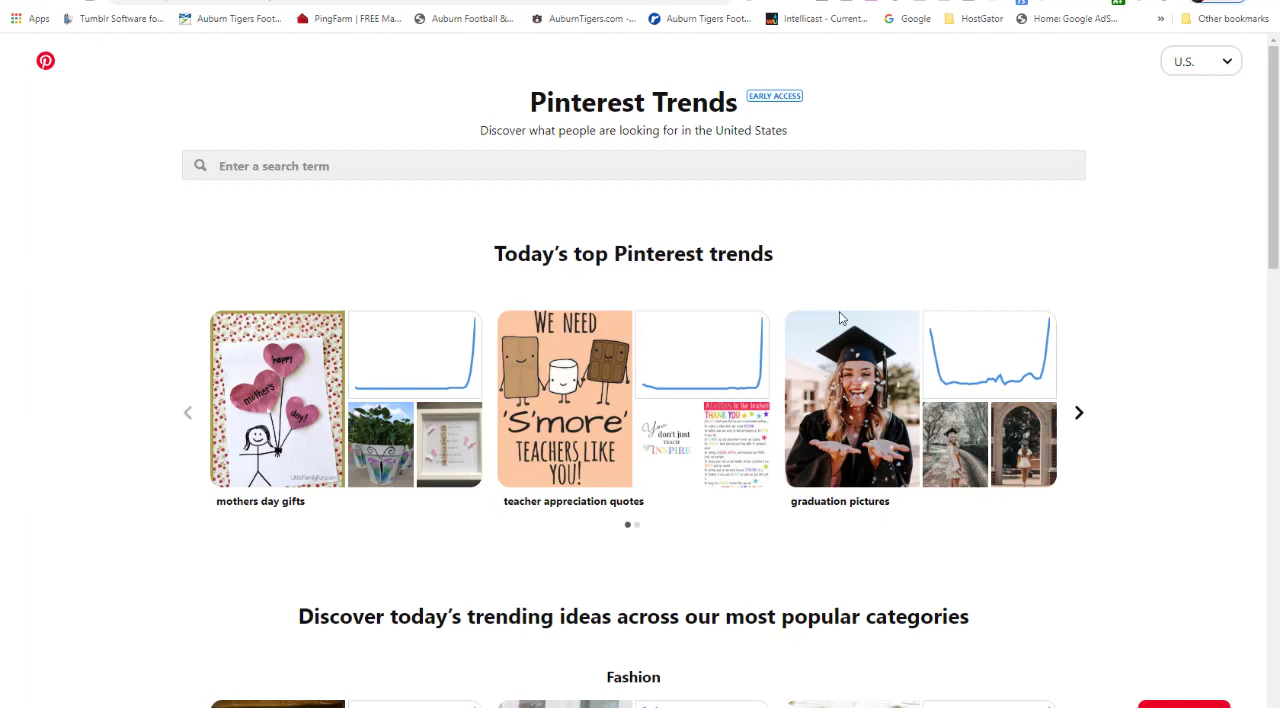 Apps
Tumblr Software fo...
Auburn Tigers Foot...
PingFarm | FREE Ma...
Auburn Football &...
AuburnTigers.com -...
Auburn Tigers Foot...
Intellicast - Current...
Google
HostGator
Home: Google AdS...
»
Other bookmarks
U.S.
Pinterest Trends EARLY ACCESS
Discover what people are looking for in the United States
Enter a search term
Today's top Pinterest trends
happy
mother's
day!
WE NEED
'S'more'
TEACHERS LIKE
YOU!
You
don't just
TEACH
INSPIRE
THANK YOU
mothers day gifts
teacher appreciation quotes
graduation pictures
Discover today's trending ideas across our most popular categories
Fashion